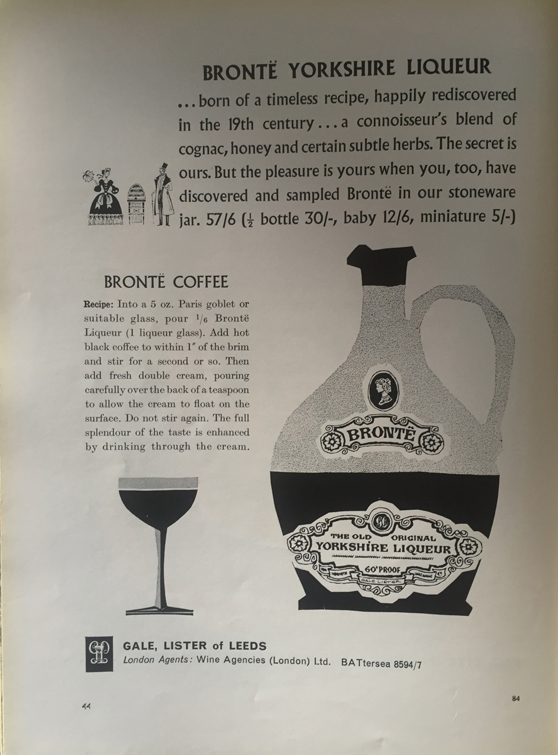 BRONTË YORKSHIRE LIQUEUR
...born of a timeless recipe, happily rediscovered
in the 19th century...a connoisseur's blend of
cognac, honey and certain subtle herbs. The secret is
ours. But the pleasure is yours when you, too, have
discovered and sampled Brontë in our stoneware
jar. 57/6 (½ bottle 30/-, baby 12/6, miniature 5/-)
BRONTË COFFEE
Recipe: Into a 5 oz. Paris goblet or
suitable glass, pour 1/6 Brontë
Liqueur (1 liqueur glass). Add hot
black coffee to within 1″ of the brim
and stir for a second or so. Then
add fresh double cream, pouring
carefully over the back of a teaspoon
to allow the cream to float on the
surface. Do not stir again. The full
splendour of the taste is enhanced
by drinking through the cream.
BRONTË
THE OLD ORIGINAL
YORKSHIRE LIQUEUR
60° PROOF
GALE LISTER
GALE, LISTER of LEEDS
London Agents: Wine Agencies (London) Ltd. BATtersea 8594/7
44
84